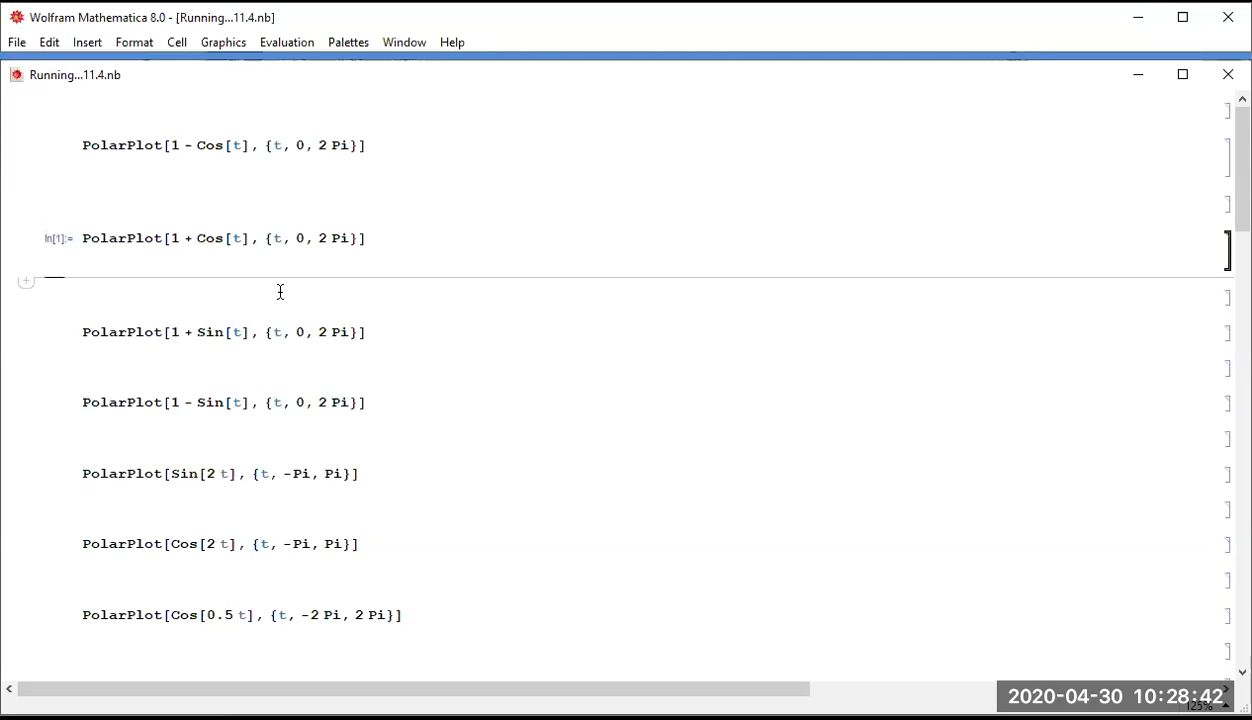 Wolfram Mathematica 8.0 - [Running...11.4.nb]
File Edit Insert Format Cell Graphics Evaluation Palettes Window Help
Running...11.4.nb
PolarPlot[1 - Cos[t], {t, 0, 2 Pi}]
In[1]:= PolarPlot[1 + Cos[t], {t, 0, 2 Pi}]
PolarPlot[1 + Sin[t], {t, 0, 2 Pi}]
PolarPlot[1 - Sin[t], {t, 0, 2 Pi}]
PolarPlot[Sin[2 t], {t, -Pi, Pi}]
PolarPlot[Cos[2 t], {t, -Pi, Pi}]
PolarPlot[Cos[0.5 t], {t, -2 Pi, 2 Pi}]
2020-04-30 10:28:42
125%